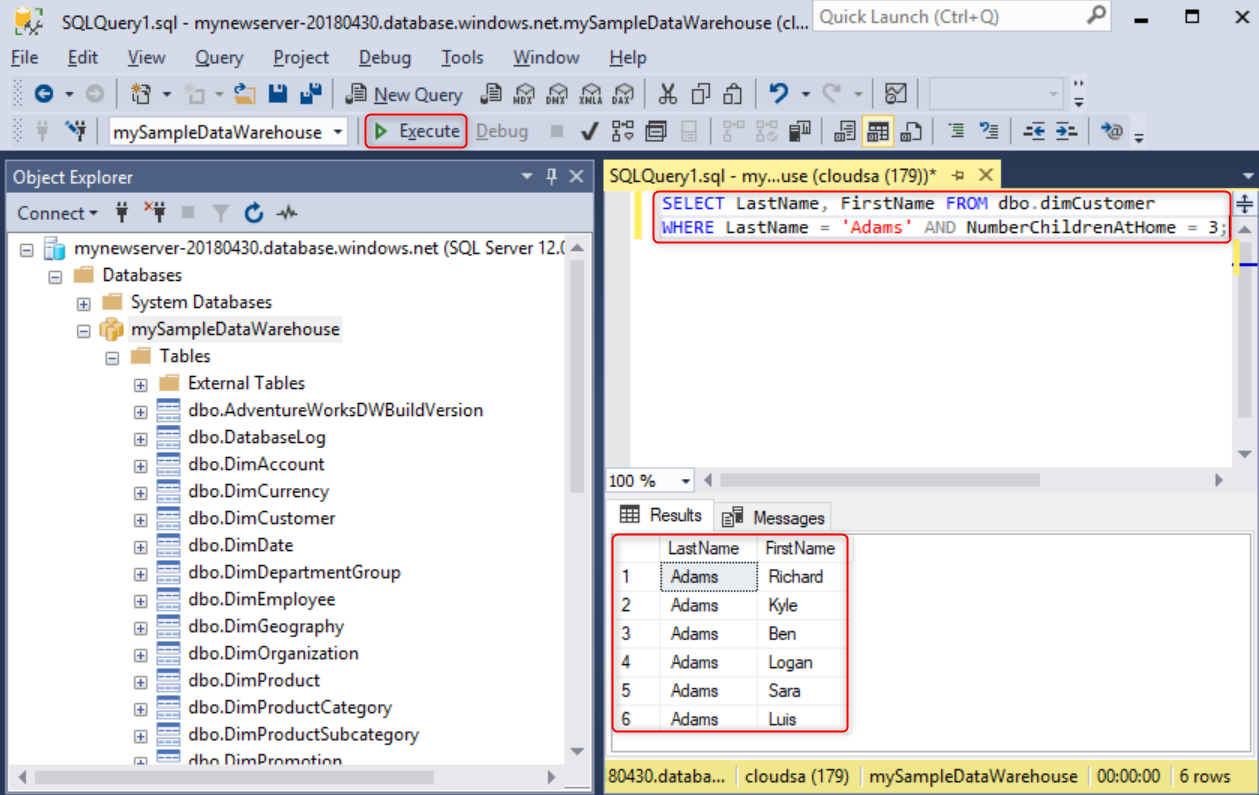 SQLQuery1.sql - mynewserver-20180430.database.windows.net.mySampleDataWarehouse (cl...
Quick Launch (Ctrl+Q)
File Edit View Query Project Debug Tools Window Help
New Query MDX DMX XMLA DAX
mySampleDataWarehouse Execute Debug
Object Explorer
Connect
mynewserver-20180430.database.windows.net (SQL Server 12.0
Databases
System Databases
mySampleDataWarehouse
Tables
External Tables
dbo.AdventureWorksDWBuildVersion
dbo.DatabaseLog
dbo.DimAccount
dbo.DimCurrency
dbo.DimCustomer
dbo.DimDate
dbo.DimDepartmentGroup
dbo.DimEmployee
dbo.DimGeography
dbo.DimOrganization
dbo.DimProduct
dbo.DimProductCategory
dbo.DimProductSubcategory
dbo.DimPromotion
SQLQuery1.sql - my...use (cloudsa (179))*
SELECT LastName, FirstName FROM dbo.dimCustomer
WHERE LastName = 'Adams' AND NumberChildrenAtHome = 3;
100 %
Results Messages
LastName FirstName
1 Adams Richard
2 Adams Kyle
3 Adams Ben
4 Adams Logan
5 Adams Sara
6 Adams Luis
80430.databa... cloudsa (179) mySampleDataWarehouse 00:00:00 6 rows